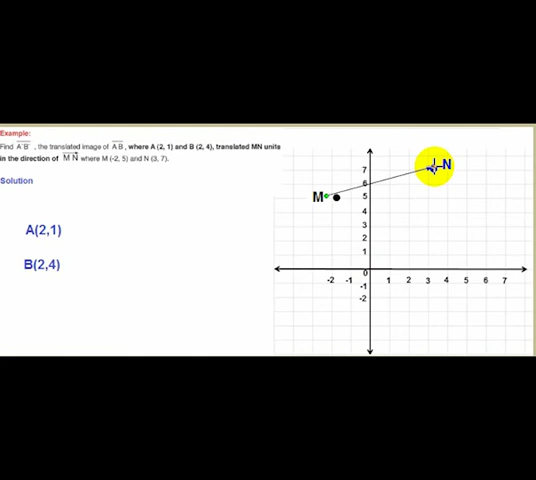 Example:
Find A'B' , the translated image of AB , where A (2, 1) and B (2, 4), translated MN units
in the direction of MN where M (-2, 5) and N (3, 7).
Solution
A(2,1)
B(2,4)
M
N
7
6
5
4
3
2
1
0
-2 -1 1 2 3 4 5 6 7
-1
-2